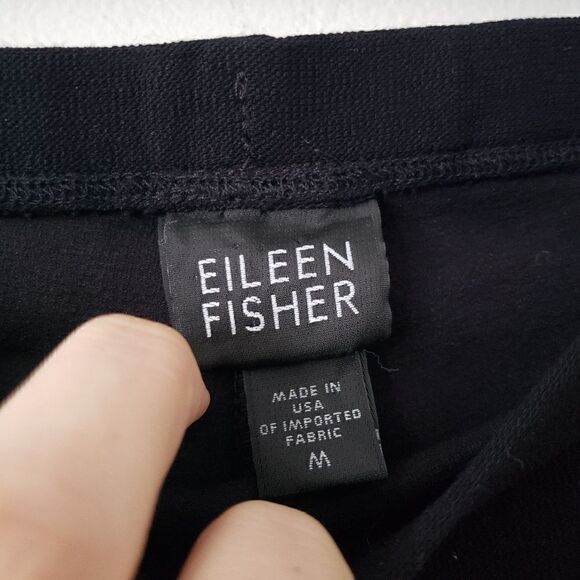 EILEEN
FISHER
MADE IN
USA
OF IMPORTED
FABRIC
M